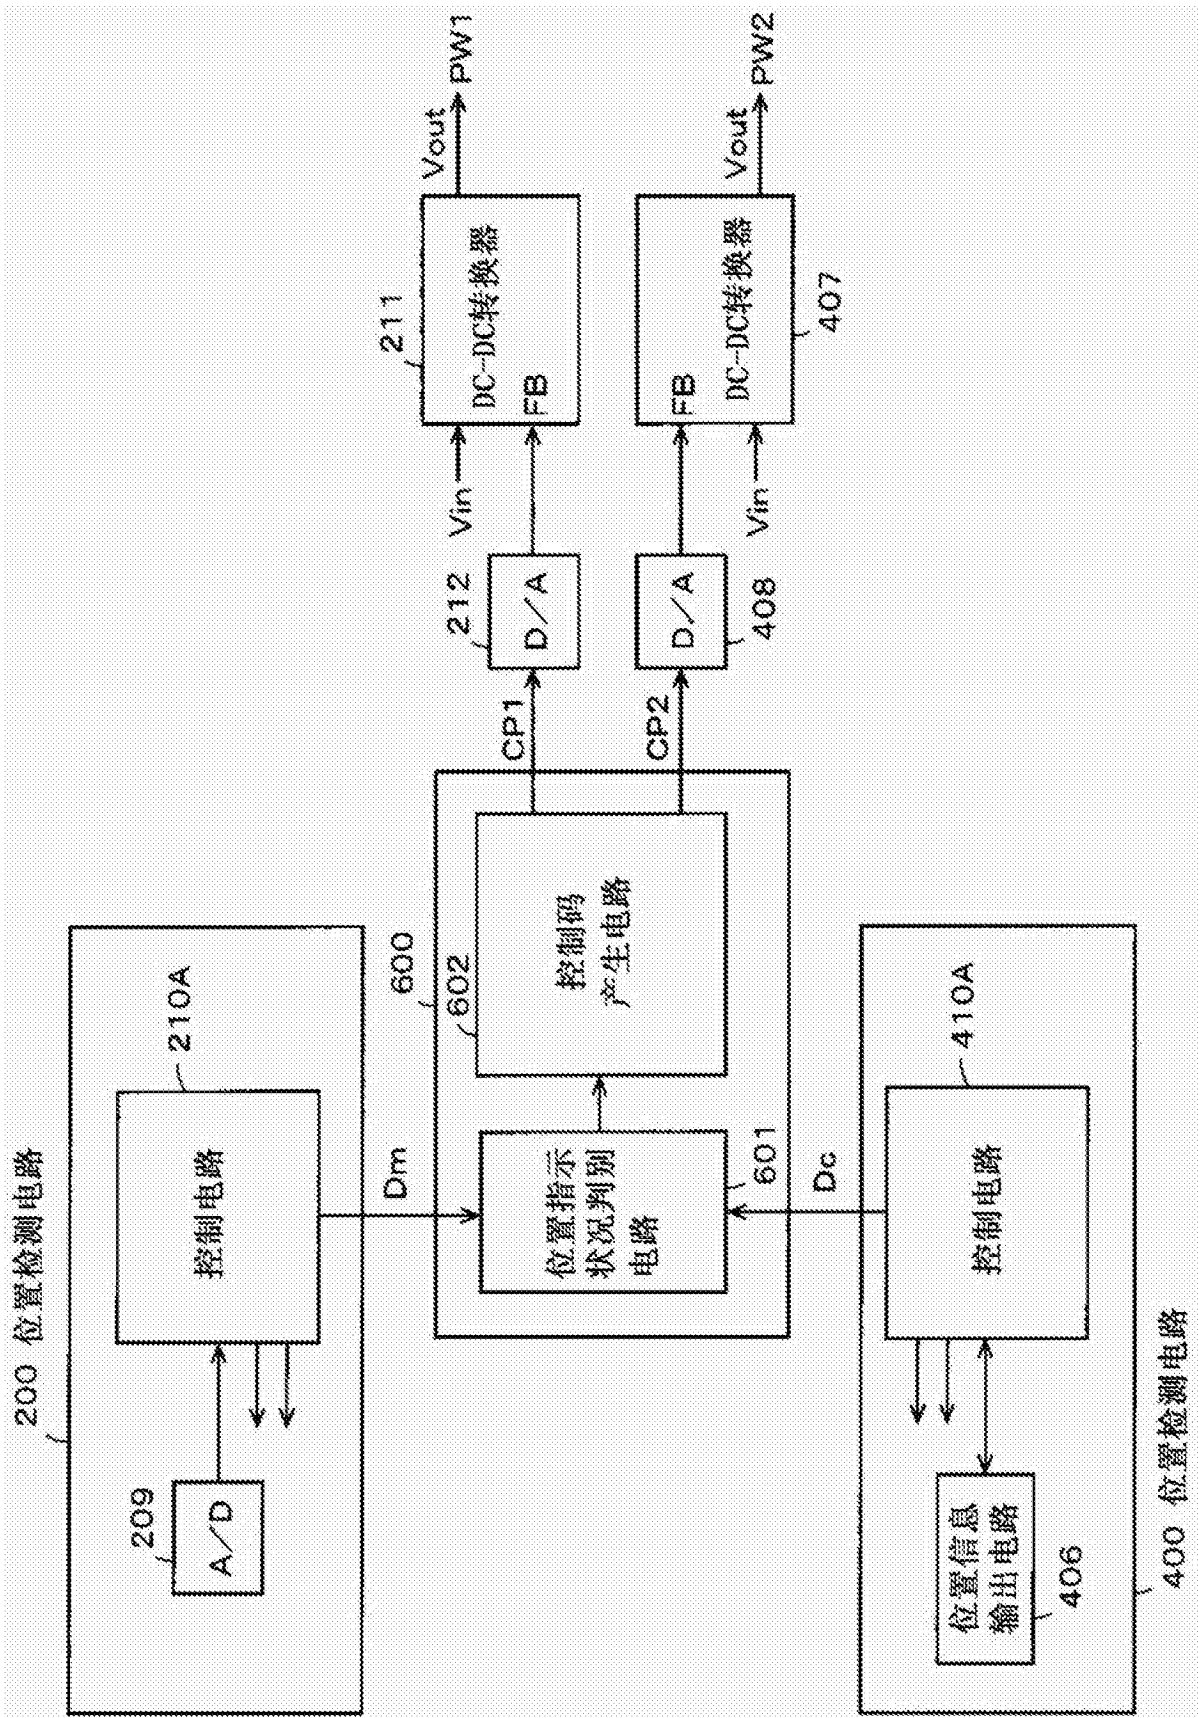 200 位置检测电路
209
A/D
210A
控制电路
Dm
600
601
位置指示
状况判别
电路
602
控制码
产生电路
CP1
212
D/A
Vin
211
DC-DC转换器
FB
Vout
PW1
CP2
408
D/A
Vin
407
FB
DC-DC转换器
Vout
PW2
Dc
410A
控制电路
位置信息
输出电路
406
400 位置检测电路